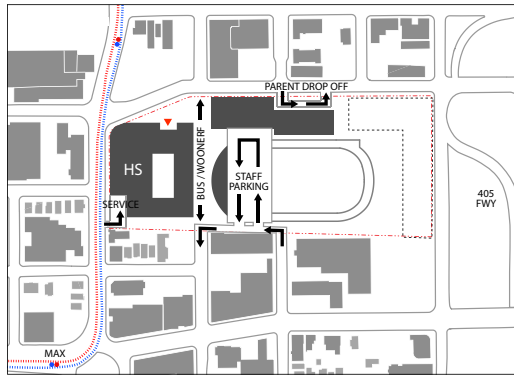 PARENT DROP OFF
BUS / WOONERF
HS
STAFF
PARKING
SERVICE
405
FWY
MAX